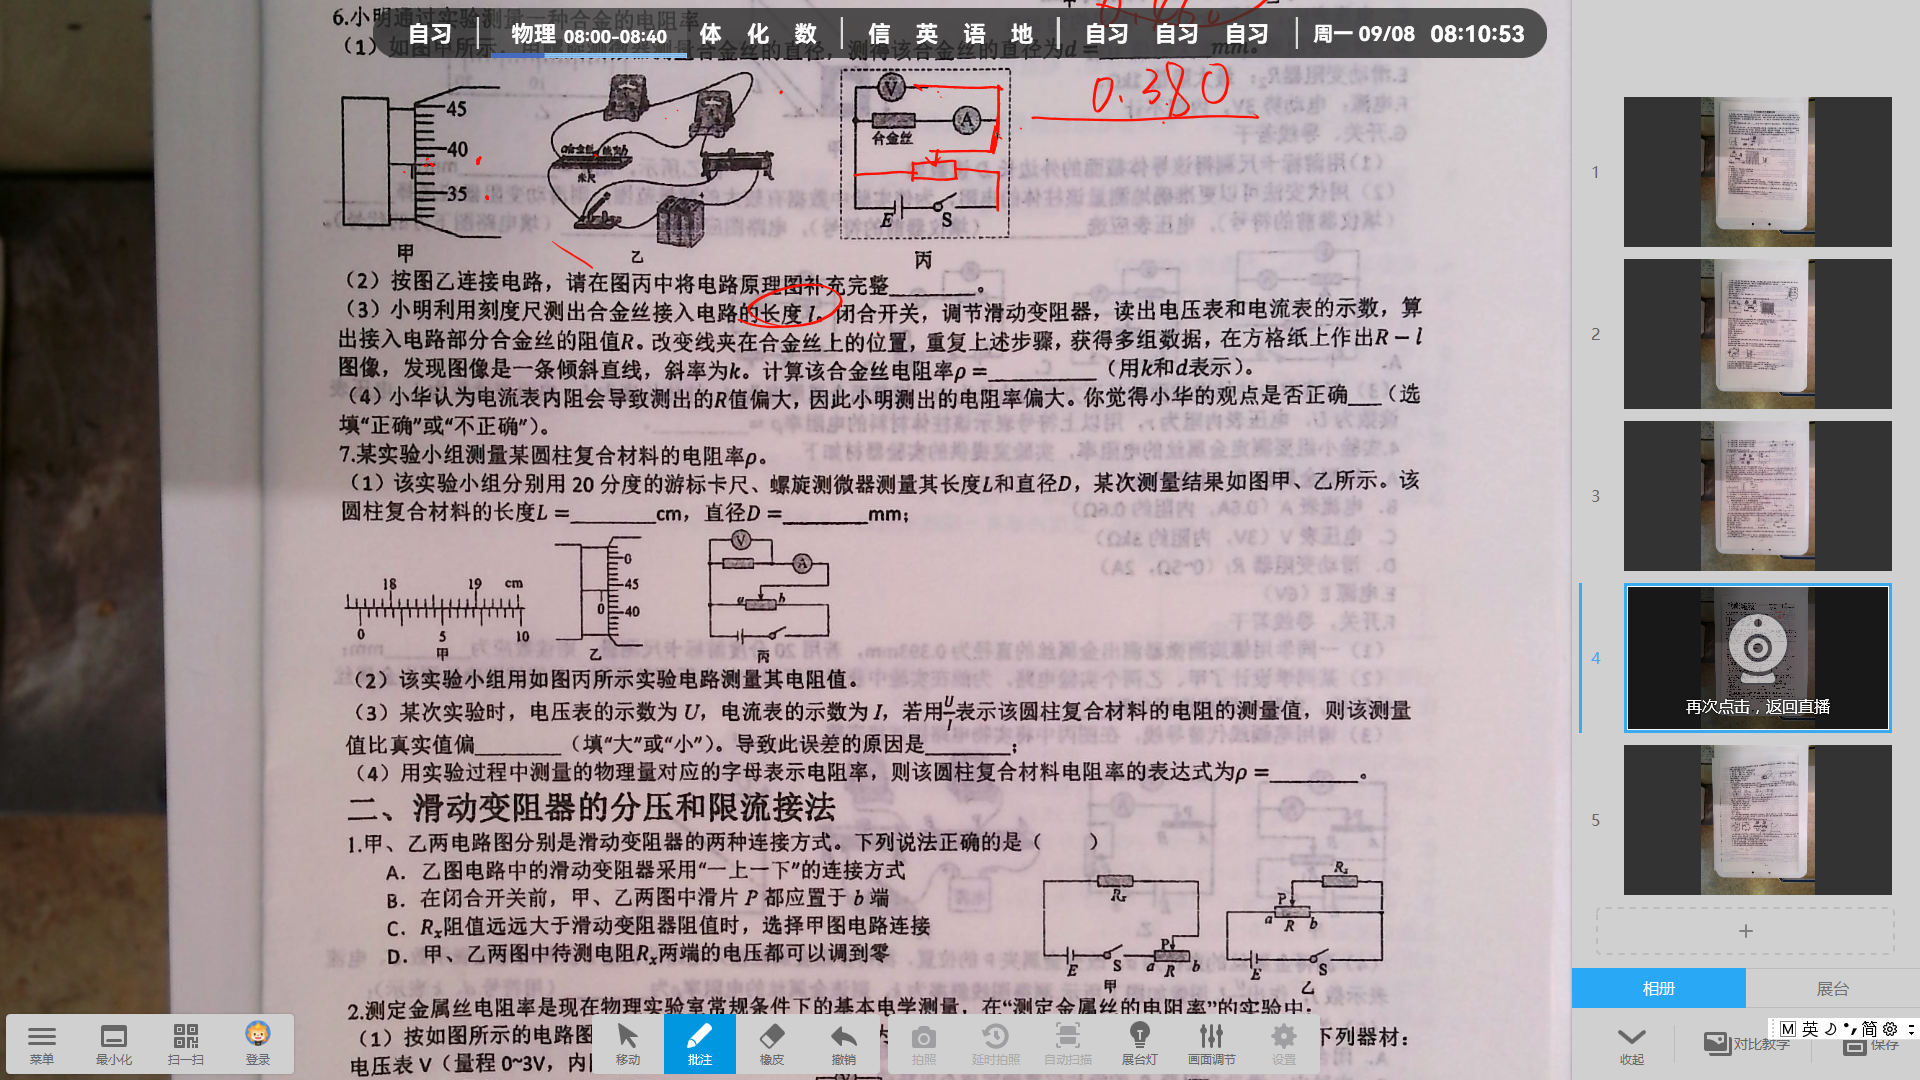 自习 物理 08:00-08:40 体 化 数 信 英 语 地 自习 自习 自习 周一 09/08 08:10:53
6.小明通过实验测量一种合金的电阻率
0.380
45
40
35
V
A
合金丝
米尺
E S
甲 乙 丙
（2）按图乙连接电路，请在图丙中将电路原理图补充完整________。
（3）小明利用刻度尺测出合金丝接入电路的长度 l。闭合开关，调节滑动变阻器，读出电压表和电流表的示数，算
出接入电路部分合金丝的阻值R。改变线夹在合金丝上的位置，重复上述步骤，获得多组数据，在方格纸上作出R－l
图像，发现图像是一条倾斜直线，斜率为k。计算该合金丝电阻率ρ＝__________（用k和d表示）。
（4）小华认为电流表内阻会导致测出的R值偏大，因此小明测出的电阻率偏大。你觉得小华的观点是否正确___（选
填“正确”或“不正确”）。
7.某实验小组测量某圆柱复合材料的电阻率ρ。
（1）该实验小组分别用 20 分度的游标卡尺、螺旋测微器测量其长度L和直径D，某次测量结果如图甲、乙所示。该
圆柱复合材料的长度L＝________cm，直径D＝________mm；
18 19 cm
0 5 10
甲
0
45
0
40
乙
V
A
a b
丙
（2）该实验小组用如图丙所示实验电路测量其电阻值。
（3）某次实验时，电压表的示数为 U，电流表的示数为 I，若用U/I表示该圆柱复合材料的电阻的测量值，则该测量
值比真实值偏________（填“大”或“小”）。导致此误差的原因是________；
（4）用实验过程中测量的物理量对应的字母表示电阻率，则该圆柱复合材料电阻率的表达式为ρ＝________。
二、滑动变阻器的分压和限流接法
1.甲、乙两电路图分别是滑动变阻器的两种连接方式。下列说法正确的是（　　）
A．乙图电路中的滑动变阻器采用“一上一下”的连接方式
B．在闭合开关前，甲、乙两图中滑片 P 都应置于 b 端
C．Rx阻值远远大于滑动变阻器阻值时，选择甲图电路连接
D．甲、乙两图中待测电阻Rx两端的电压都可以调到零
Rx
E S a P R b
甲
Rx
P
a R b
E S
乙
2.测定金属丝电阻率是现在物理实验室常规条件下的基本电学测量，在“测定金属丝的电阻率”的实验中：
（1）按如图所示的电路图
下列器材：
电压表 V（量程 0~3V，内
1
2
3
4
再次点击，返回直播
5
+
相册 展台
菜单 最小化 扫一扫 登录 移动 批注 橡皮 撤销 拍照 延时拍照 自动扫描 展台灯 画面调节 设置 收起 对比教学 保存
M 英 简